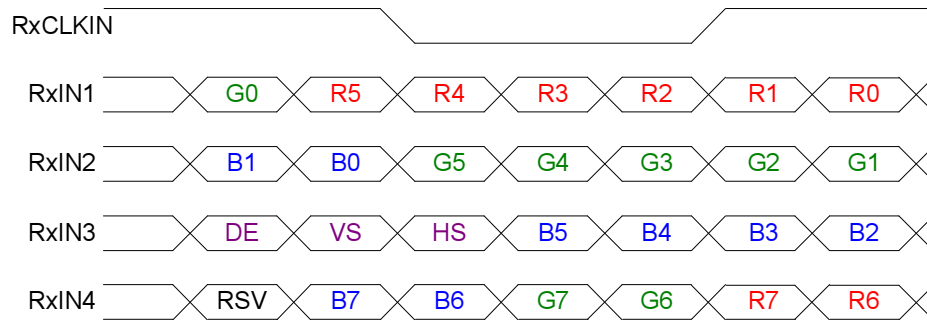 RxCLKIN
RxIN1 G0 R5 R4 R3 R2 R1 R0
RxIN2 B1 B0 G5 G4 G3 G2 G1
RxIN3 DE VS HS B5 B4 B3 B2
RxIN4 RSV B7 B6 G7 G6 R7 R6